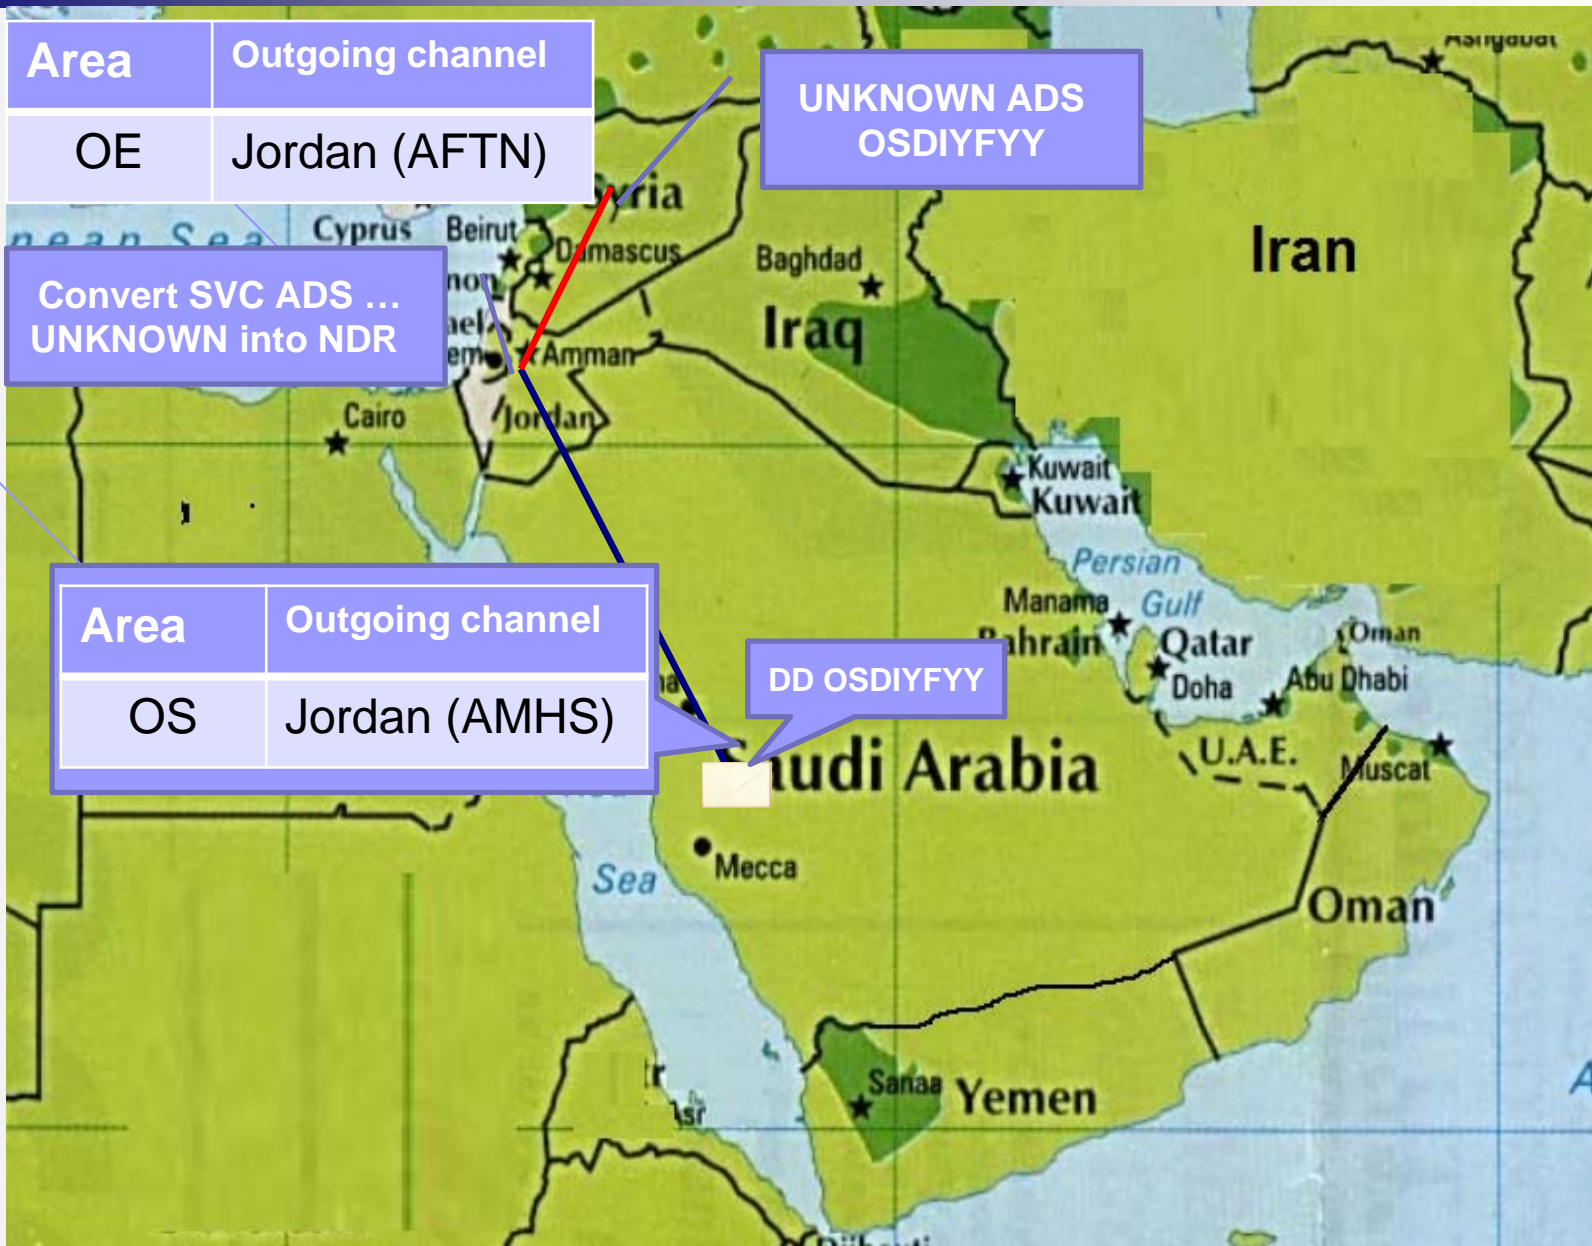 Area Outgoing channel
OE Jordan (AFTN)
UNKNOWN ADS
OSDIYFYY
Syria
Cyprus Beirut
Damascus
Baghdad
Iran
Convert SVC ADS …
UNKNOWN into NDR
Iraq
Amman
Cairo
Jordan
Kuwait
Kuwait
Persian
Gulf
Manama
Bahrain
Qatar
Doha
Oman
Abu Dhabi
Area Outgoing channel
OS Jordan (AMHS)
DD OSDIYFYY
Saudi Arabia
U.A.E.
Muscat
Mecca
Sea
Oman
Sanaa
Yemen